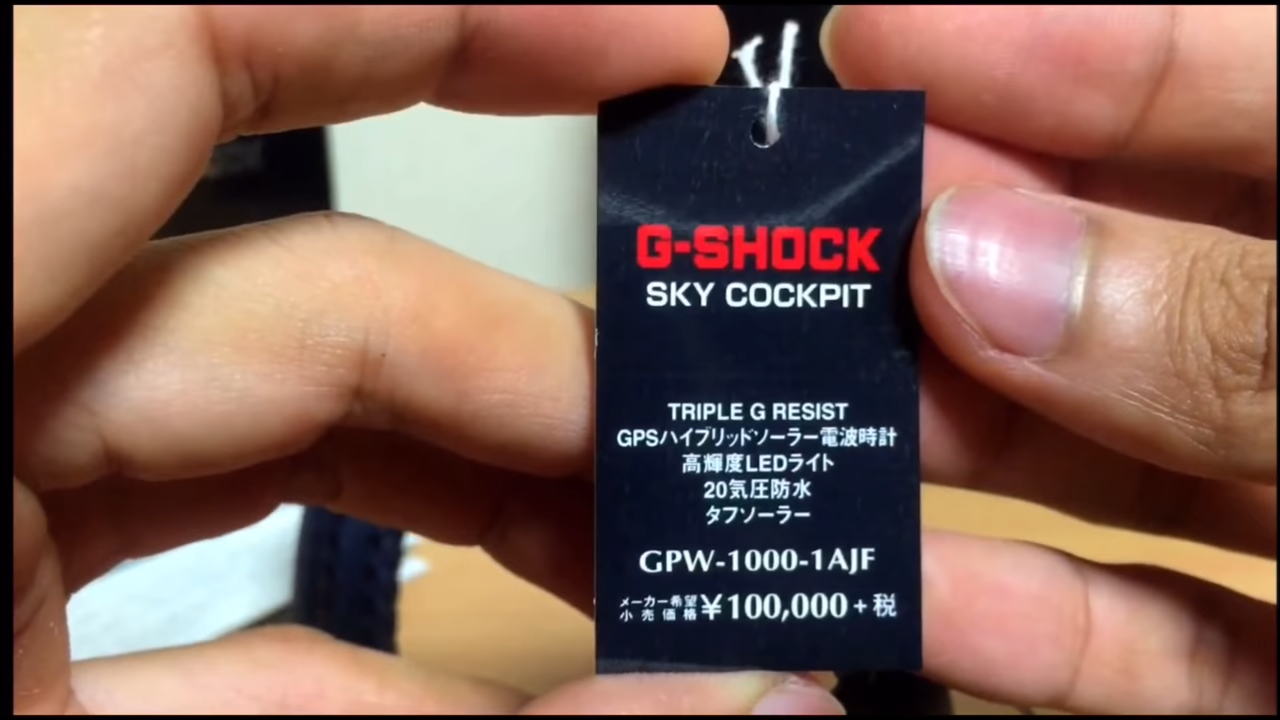 G-SHOCK
SKY COCKPIT
TRIPLE G RESIST
GPSハイブリッドソーラー電波時計
高輝度LEDライト
20気圧防水
タフソーラー
GPW-1000-1AJF
メーカー希望
小売価格 ¥100,000+税